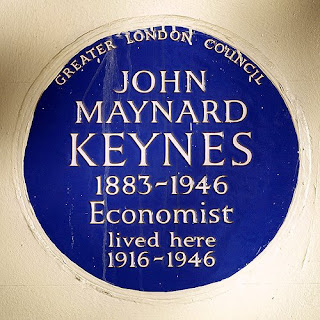 GREATER LONDON COUNCIL
JOHN
MAYNARD
KEYNES
1883~1946
Economist
lived here
1916~1946